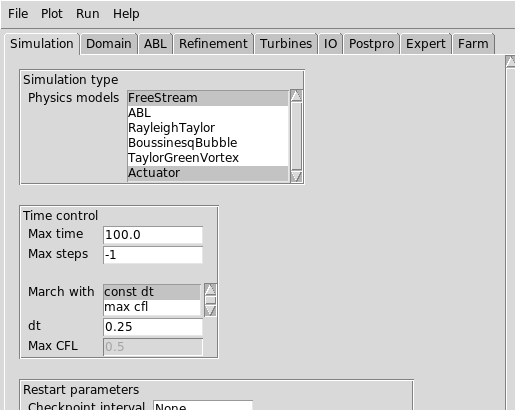 File Plot Run Help
Simulation Domain ABL Refinement Turbines IO Postpro Expert Farm
Simulation type
Physics models FreeStream
ABL
RayleighTaylor
BoussinesqBubble
TaylorGreenVortex
Actuator
Time control
Max time 100.0
Max steps -1
March with const dt
max cfl
dt 0.25
Max CFL 0.5
Restart parameters
Checkpoint interval None